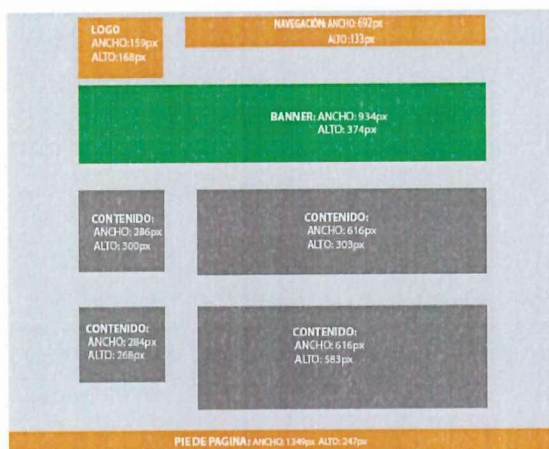 LOGO
ANCHO:159px
ALTO:168px
NAVEGACIÓN: ANCHO: 692px
ALTO :133px
BANNER: ANCHO: 934px
ALTO: 374px
CONTENIDO:
ANCHO: 286px
ALTO: 300px
CONTENIDO:
ANCHO: 616px
ALTO: 303px
CONTENIDO:
ANCHO: 284px
ALTO: 268px
CONTENIDO:
ANCHO: 616px
ALTO: 583px
PIE DE PAGINA: ANCHO: 1349px ALTO: 247px